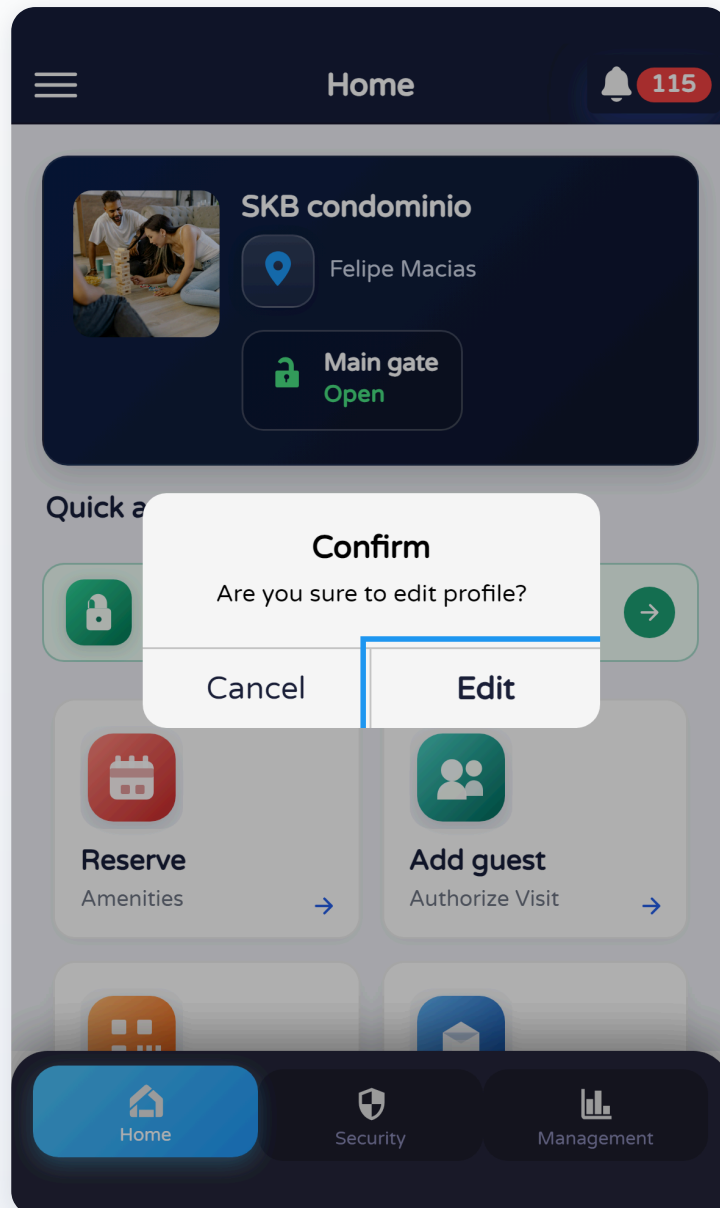 Home
115
SKB condominio
Felipe Macias
Main gate
Open
Quick a
Confirm
Are you sure to edit profile?
Cancel
Edit
Reserve
Amenities
Add guest
Authorize Visit
Home
Security
Management